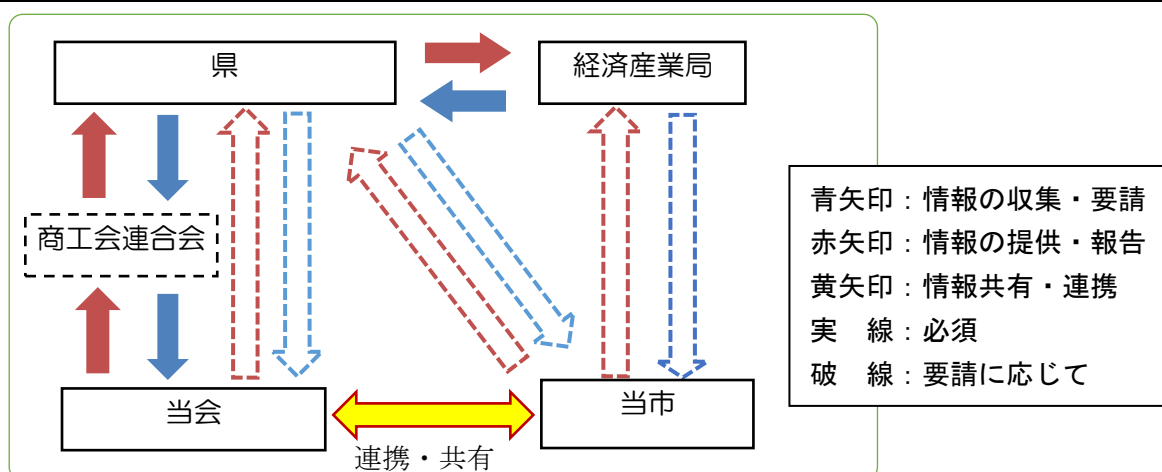 県
経済産業局
商工会連合会
当会
当市
連携・共有
青矢印：情報の収集・要請
赤矢印：情報の提供・報告
黄矢印：情報共有・連携
実　線：必須
破　線：要請に応じて